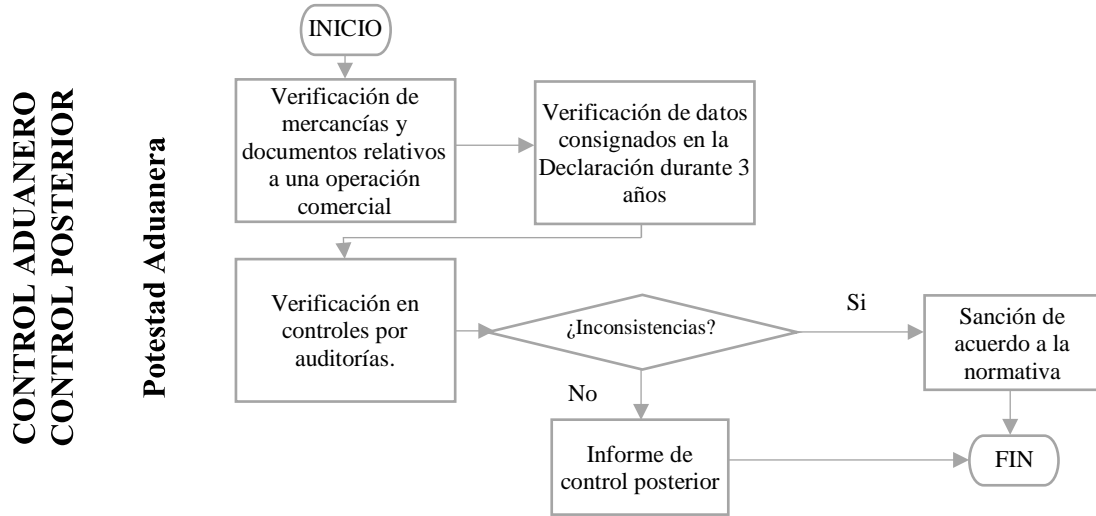 CONTROL ADUANERO
CONTROL POSTERIOR
Potestad Aduanera
INICIO
Verificación de
mercancías y
documentos relativos
a una operación
comercial
Verificación de datos
consignados en la
Declaración durante 3
años
Verificación en
controles por
auditorías.
¿Inconsistencias?
Si
Sanción de
acuerdo a la
normativa
No
Informe de
control posterior
FIN